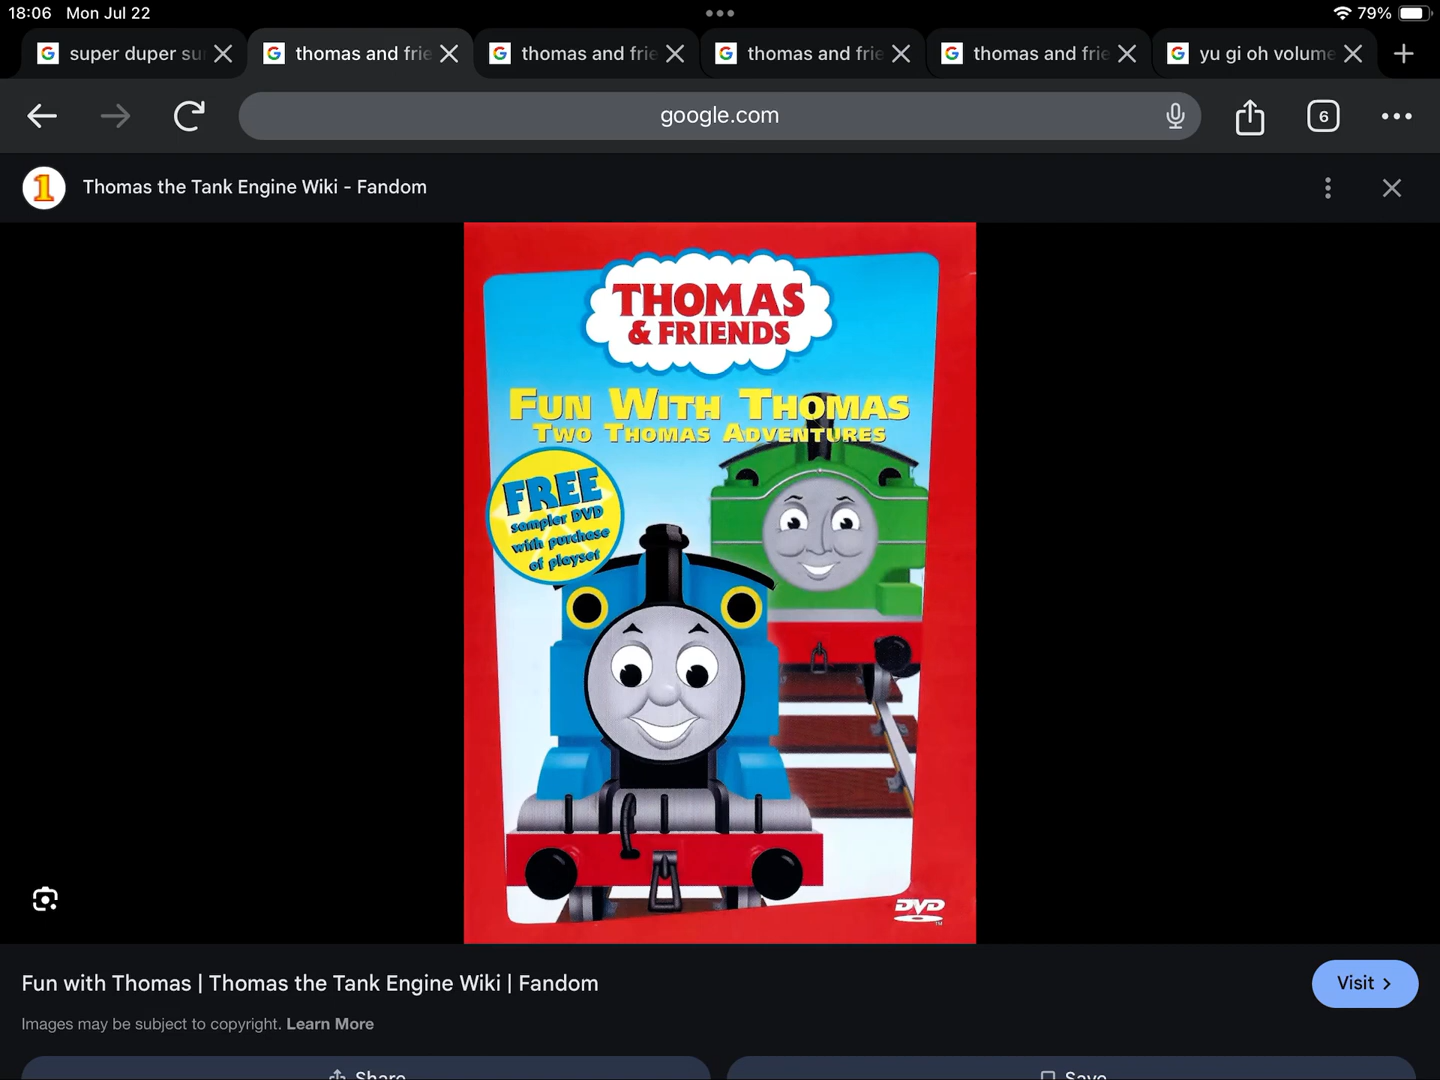 18:06 Mon Jul 22
79%
super duper su
thomas and frie
thomas and frie
thomas and frie
thomas and frie
yu gi oh volume
google.com
6
1
Thomas the Tank Engine Wiki - Fandom
THOMAS
& FRIENDS
FUN WITH THOMAS
TWO THOMAS ADVENTURES
FREE
sampler DVD
with purchase
of playset
DVD
Fun with Thomas | Thomas the Tank Engine Wiki | Fandom
Visit
Images may be subject to copyright. Learn More
Share
Save